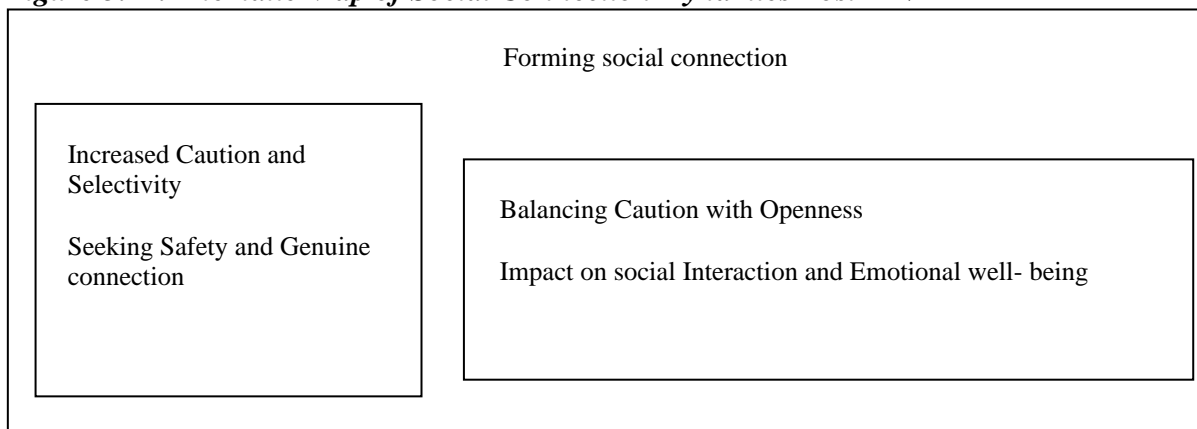 Forming social connection
Increased Caution and
Selectivity
Seeking Safety and Genuine
connection
Balancing Caution with Openness
Impact on social Interaction and Emotional well- being